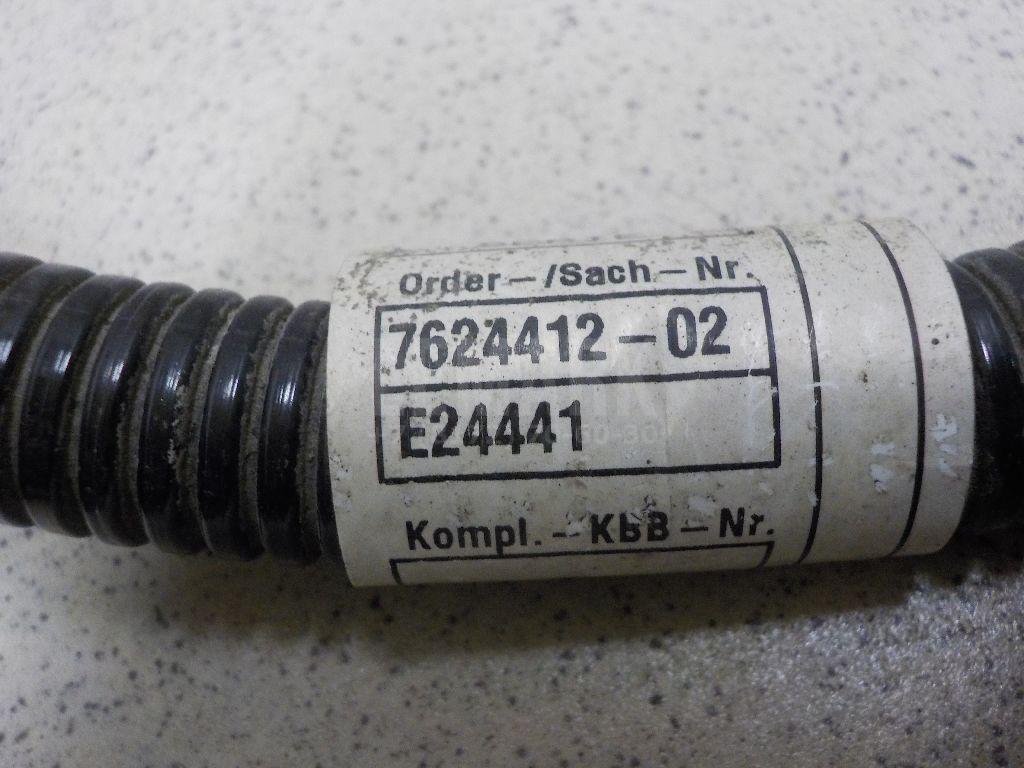 Order-/Sach.-Nr.
7624412-02
E24441
Kompl.-KBB-Nr.